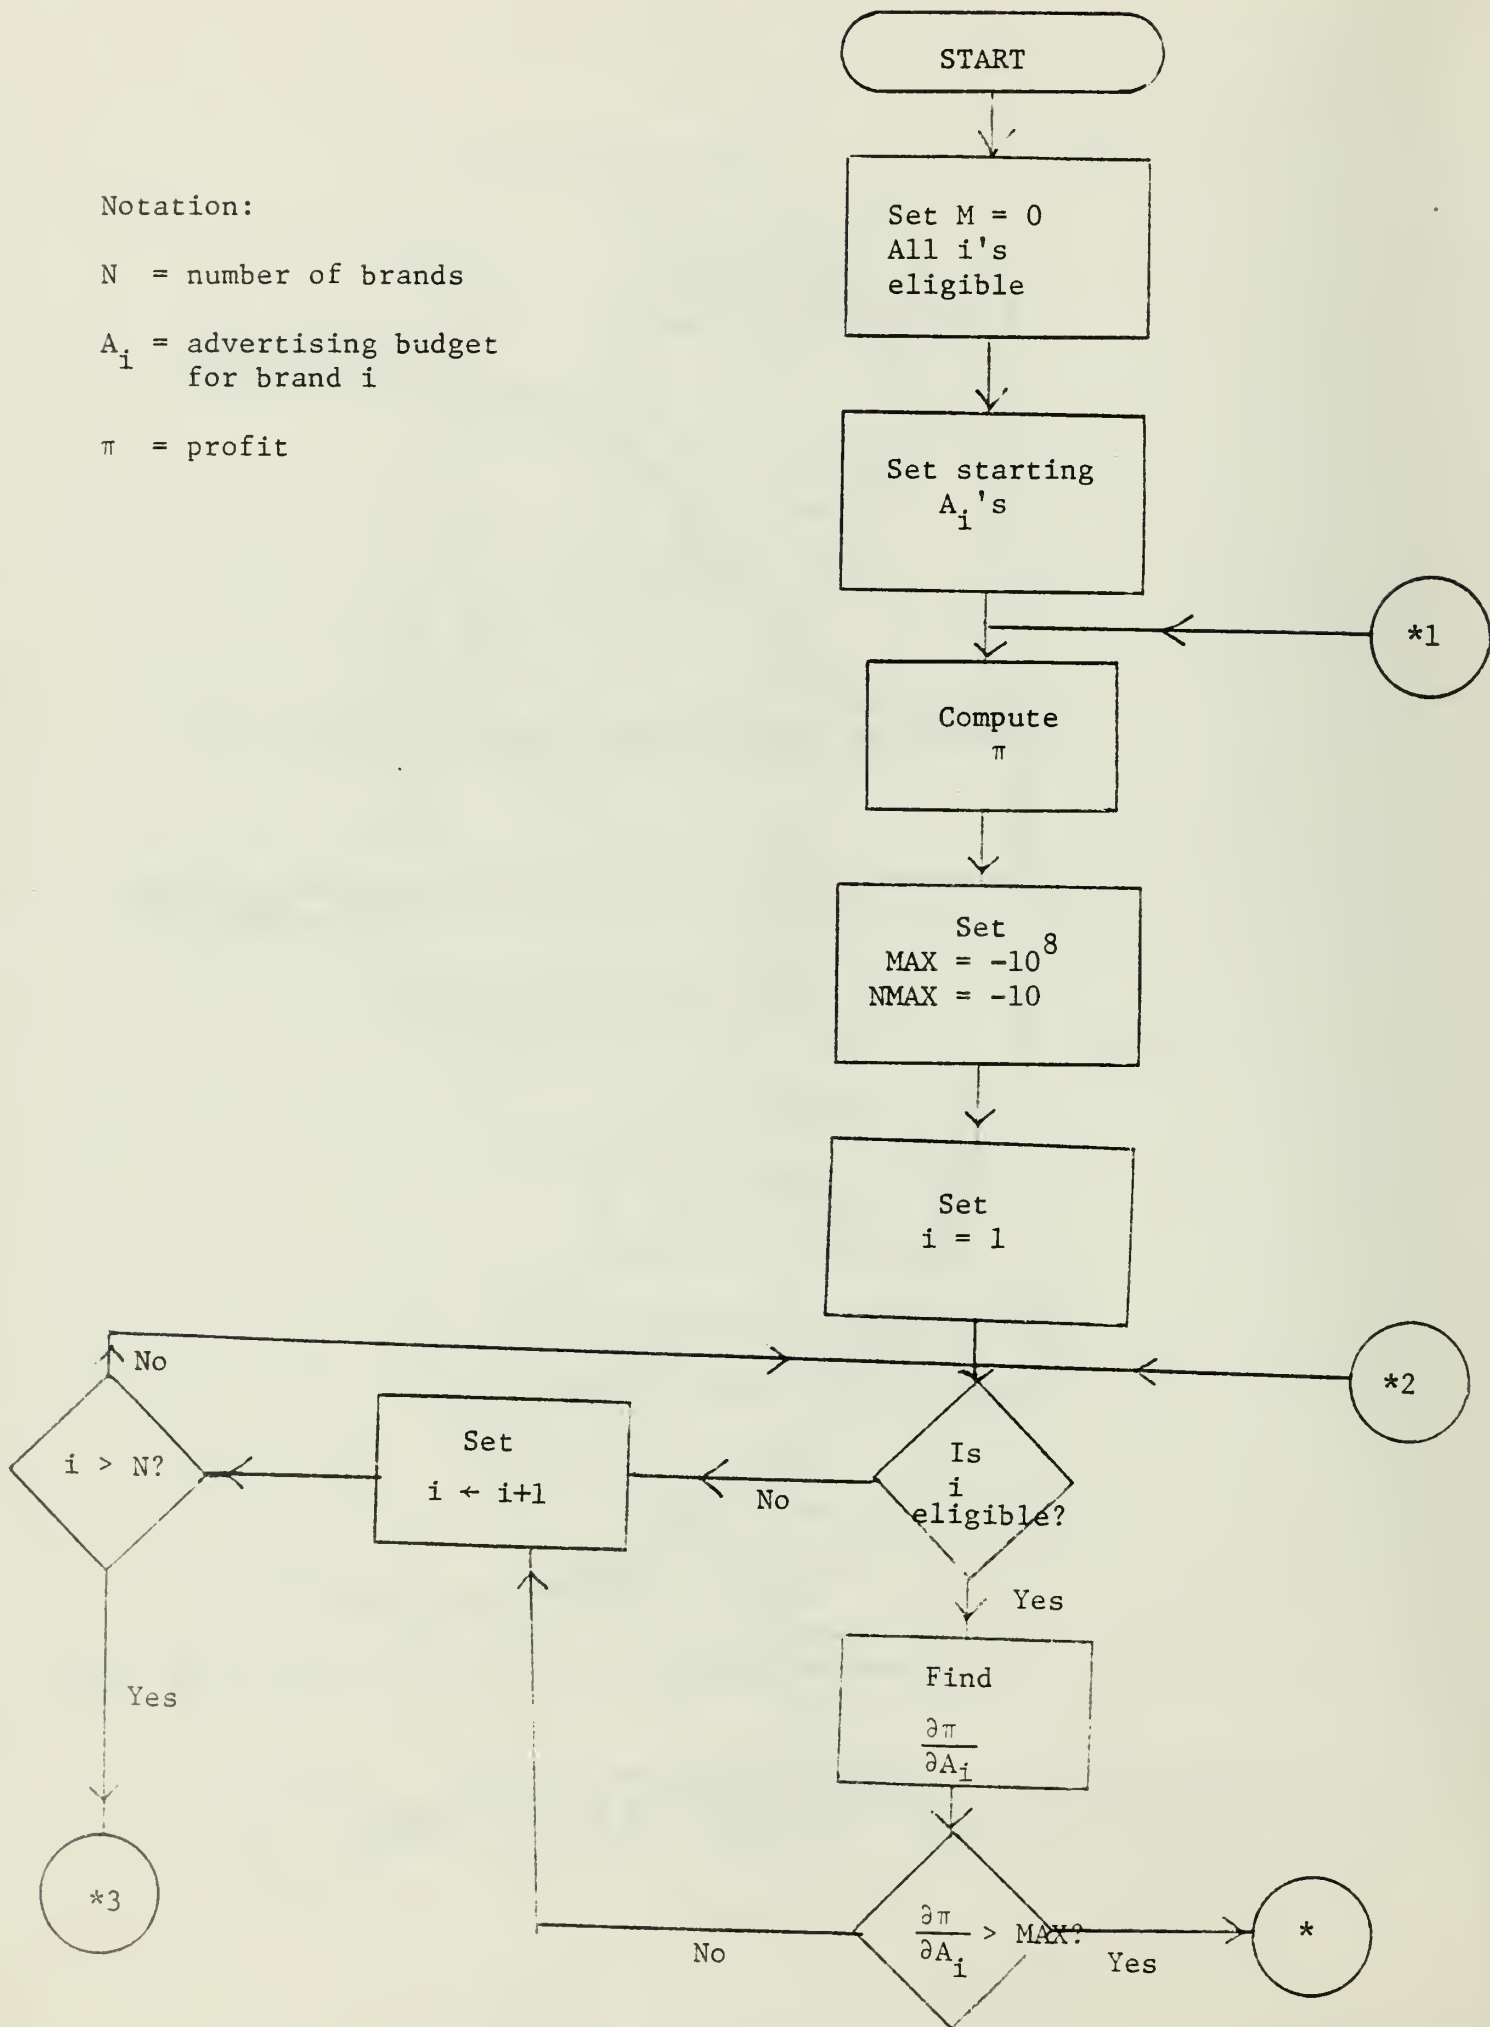 START
Notation:
N = number of brands
A_i = advertising budget
for brand i
π = profit
Set M = 0
All i's
eligible
Set starting
A_i's
*1
Compute
π
Set
MAX = -10^8
NMAX = -10
Set
i = 1
No
*2
i > N?
Set
i ← i+1
No
Is
i
eligible?
Yes
Find
∂π
∂A_i
Yes
*3
∂π
∂A_i > MAX?
No
Yes
*